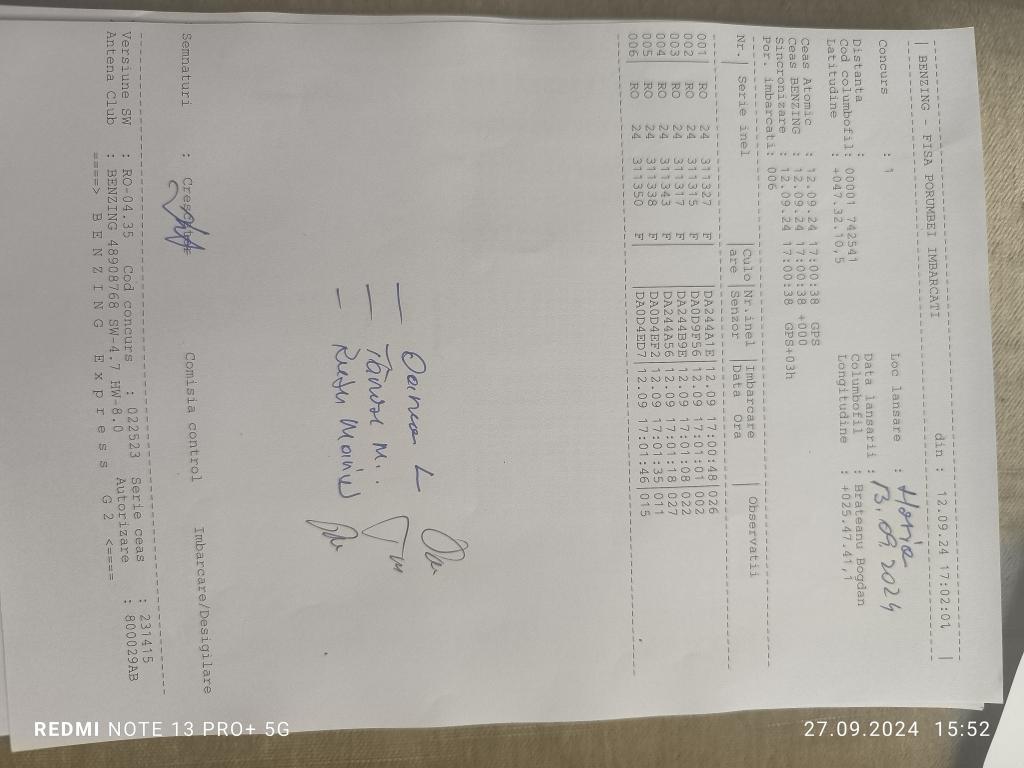 | BENZING - FISA PORUMBEI IMBARCATI din : 12.09.24 17:02:01 |
Concurs : 1 Loc lansare : Horia
Data lansarii : 13.09.2024
Distanta : Columbofil : Brateanu Bogdan
Cod columbofil: 00001 742541 Longitudine : +025.47.41,1
Latitudine : +047.32.10,5
Ceas Atomic : 12.09.24 17:00:38 GPS
Ceas BENZING : 12.09.24 17:00:38 +000
Sincronizare : 12.09.24 17:00:38 GPS+03h
Por. imbarcati: 006
Nr.| Serie inel |Culo|Nr.inel |Imbarcare | Observatii
|are |Senzor |Data Ora |
001| RO 24 311327 F | |DA244A1E|12.09 17:00:48|026
002| RO 24 311315 F | |DA0D9F56|12.09 17:01:01|002
003| RO 24 311317 F | |DA244B9E|12.09 17:01:08|022
004| RO 24 311343 F | |DA244A56|12.09 17:01:18|027
005| RO 24 311338 F | |DA0D4EF2|12.09 17:01:35|011
006| RO 24 311350 F | |DA0D4ED7|12.09 17:01:46|015
Semnaturi : Comisia control Imbarcare/Desigilare
Versiune SW : RO-04.35 Cod concurs : 022523 Serie ceas : 231415
Antena Club : BENZING 48908768 SW-4.7 HW-8.0 Autorizare : 800029AB
====> B E N Z I N G E x p r e s s G 2 <====
REDMI NOTE 13 PRO+ 5G
27.09.2024 15:52